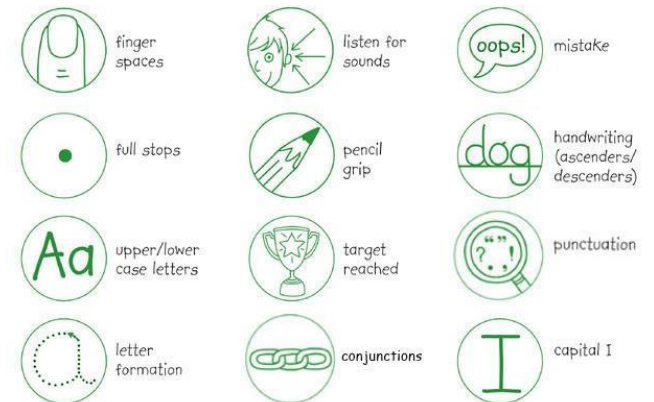 finger
spaces
listen for
sounds
oops!
mistake
full stops
pencil
grip
dog
handwriting
(ascenders/
descenders)
Aa
upper/lower
case letters
target
reached
? “ ” !
. ,
punctuation
a
letter
formation
conjunctions
I
capital I